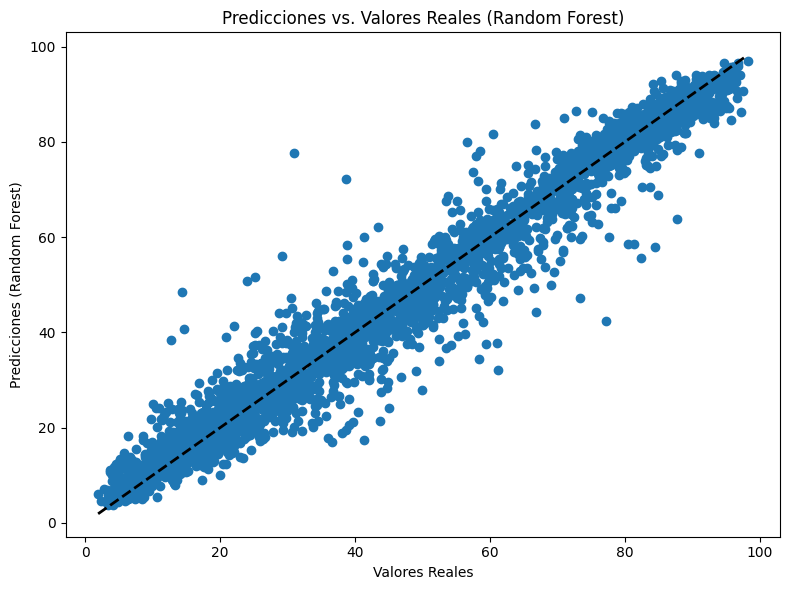 Predicciones vs. Valores Reales (Random Forest)
Predicciones (Random Forest)
100
80
60
40
20
0
0 20 40 60 80 100
Valores Reales